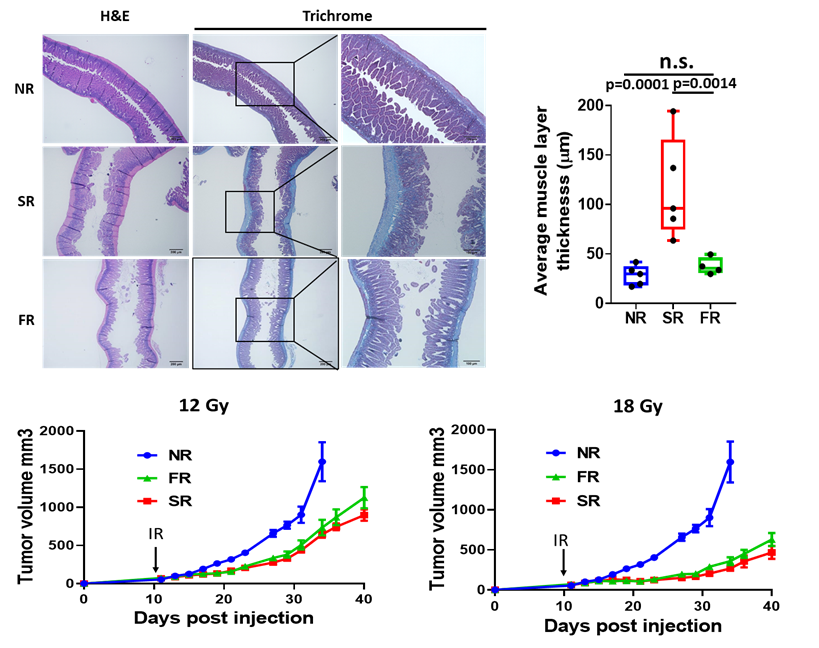 H&E
Trichrome
NR
SR
FR
n.s.
p=0.0001 p=0.0014
Average muscle layer
thicknesss (µm)
200
150
100
50
0
NR SR FR
12 Gy
Tumor volume mm3
2000
1500
1000
500
0
NR
FR
SR
IR
0 10 20 30 40
Days post injection
18 Gy
Tumor volume mm3
2000
1500
1000
500
0
NR
FR
SR
IR
0 10 20 30 40
Days post injection